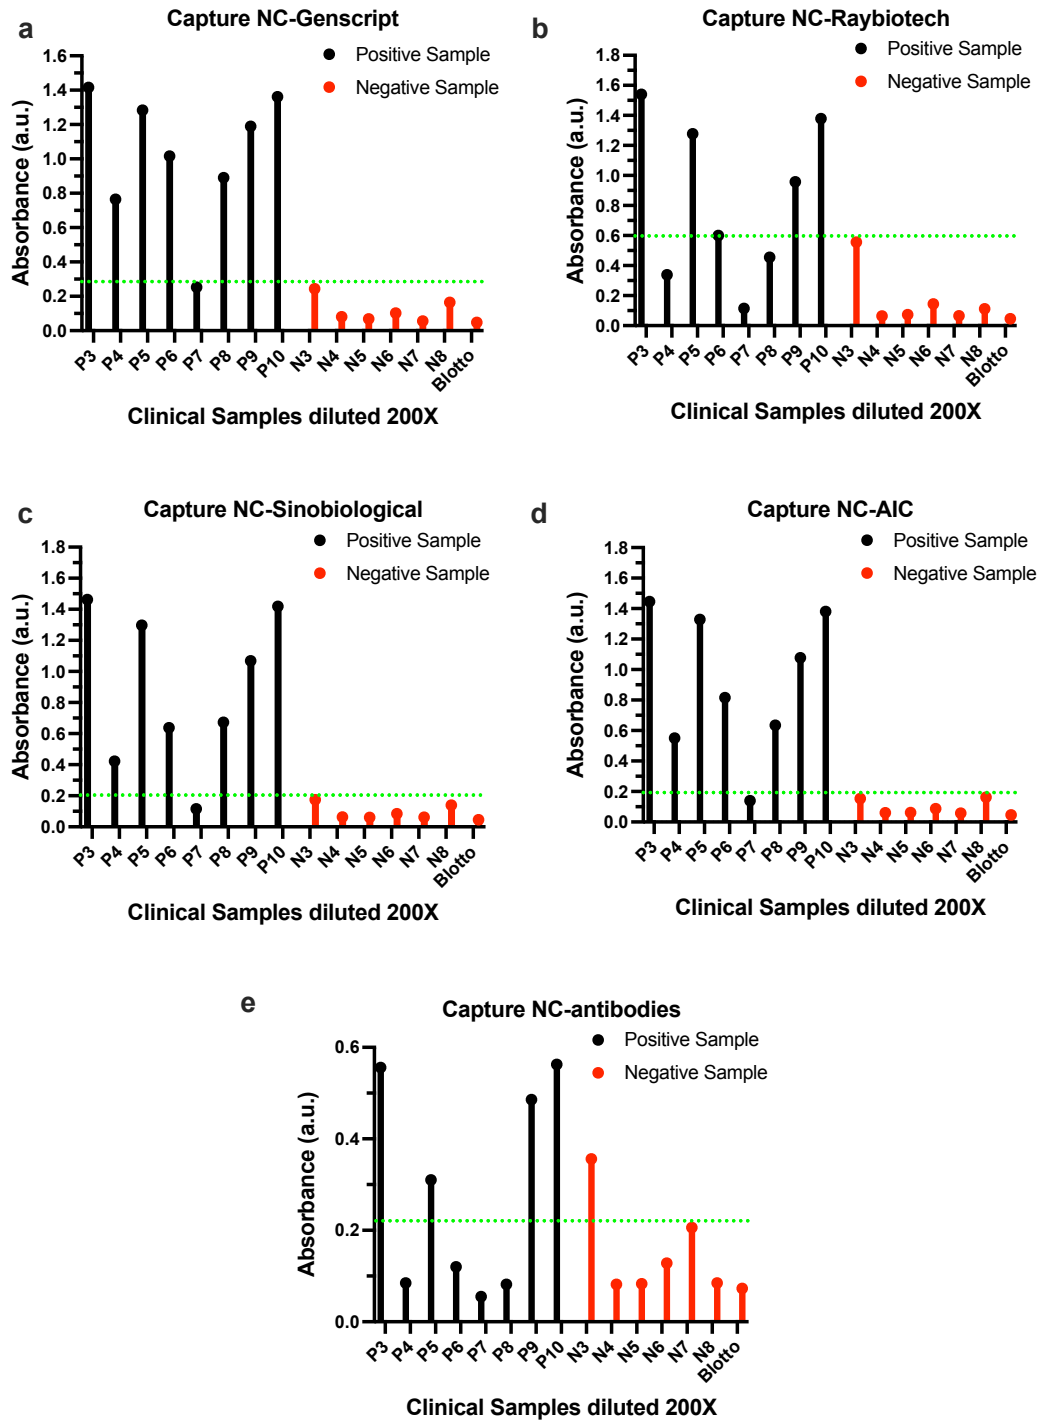 a
Capture NC-Genscript
Positive Sample
Negative Sample
Absorbance (a.u.)
1.6
1.4
1.2
1.0
0.8
0.6
0.4
0.2
0.0
P3 P4 P5 P6 P7 P8 P9 P10 N3 N4 N5 N6 N7 N8 Blotto
Clinical Samples diluted 200X
b
Capture NC-Raybiotech
Positive Sample
Negative Sample
Absorbance (a.u.)
1.8
1.6
1.4
1.2
1.0
0.8
0.6
0.4
0.2
0.0
P3 P4 P5 P6 P7 P8 P9 P10 N3 N4 N5 N6 N7 N8 Blotto
Clinical Samples diluted 200X
c
Capture NC-Sinobiological
Positive Sample
Negative Sample
Absorbance (a.u.)
1.8
1.6
1.4
1.2
1.0
0.8
0.6
0.4
0.2
0.0
P3 P4 P5 P6 P7 P8 P9 P10 N3 N4 N5 N6 N7 N8 Blotto
Clinical Samples diluted 200X
d
Capture NC-AIC
Positive Sample
Negative Sample
Absorbance (a.u.)
1.8
1.6
1.4
1.2
1.0
0.8
0.6
0.4
0.2
0.0
P3 P4 P5 P6 P7 P8 P9 P10 N3 N4 N5 N6 N7 N8 Blotto
Clinical Samples diluted 200X
e
Capture NC-antibodies
Positive Sample
Negative Sample
Absorbance (a.u.)
0.6
0.4
0.2
0.0
P3 P4 P5 P6 P7 P8 P9 P10 N3 N4 N5 N6 N7 N8 Blotto
Clinical Samples diluted 200X